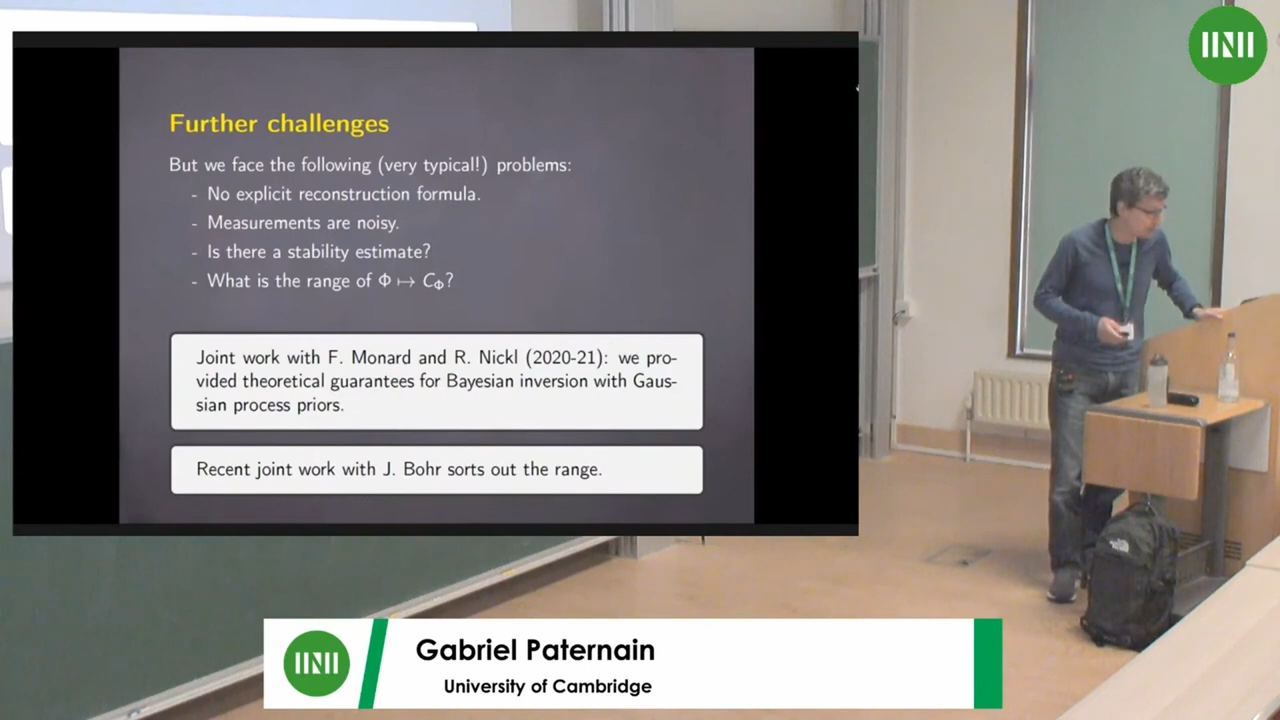 Further challenges
But we face the following (very typical!) problems:
- No explicit reconstruction formula.
- Measurements are noisy.
- Is there a stability estimate?
- What is the range of Φ ↦ C_Φ?
Joint work with F. Monard and R. Nickl (2020-21): we pro-
vided theoretical guarantees for Bayesian inversion with Gaus-
sian process priors.
Recent joint work with J. Bohr sorts out the range.
Gabriel Paternain
University of Cambridge